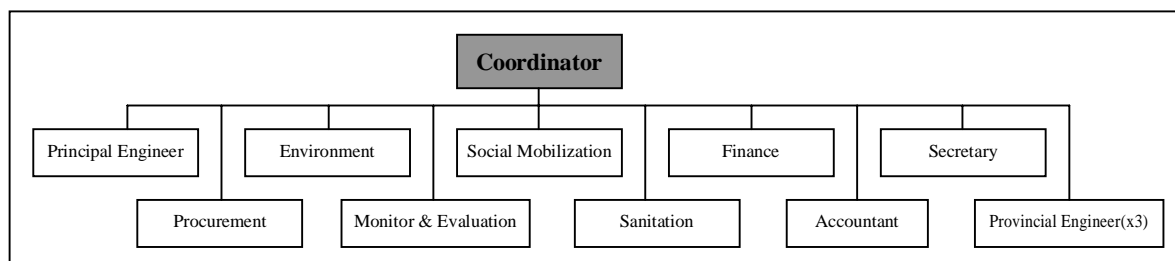 Coordinator
Principal Engineer
Environment
Social Mobilization
Finance
Secretary
Procurement
Monitor & Evaluation
Sanitation
Accountant
Provincial Engineer(x3)